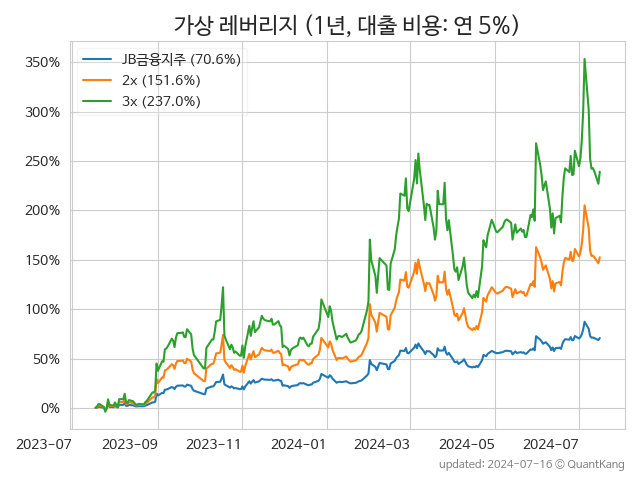 가상 레버리지 (1년, 대출 비용: 연 5%)
JB금융지주 (70.6%)
2x (151.6%)
3x (237.0%)
350%
300%
250%
200%
150%
100%
50%
0%
2023-07 2023-09 2023-11 2024-01 2024-03 2024-05 2024-07
updated: 2024-07-16 © QuantKang